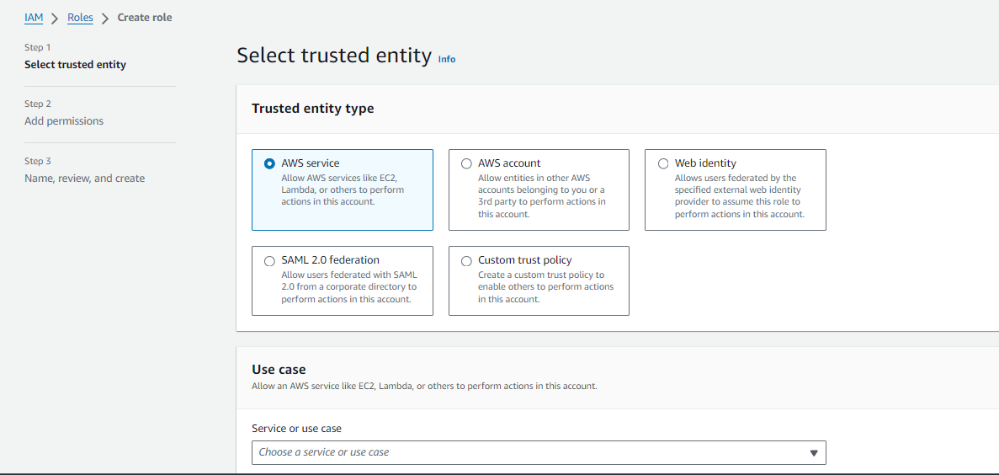 IAM > Roles > Create role
Step 1
Select trusted entity
Step 2
Add permissions
Step 3
Name, review, and create
Select trusted entity Info
Trusted entity type
AWS service
Allow AWS services like EC2,
Lambda, or others to perform
actions in this account.
AWS account
Allow entities in other AWS
accounts belonging to you or a
3rd party to perform actions in
this account.
Web identity
Allows users federated by the
specified external web identity
provider to assume this role to
perform actions in this account.
SAML 2.0 federation
Allow users federated with SAML
2.0 from a corporate directory to
perform actions in this account.
Custom trust policy
Create a custom trust policy to
enable others to perform actions
in this account.
Use case
Allow an AWS service like EC2, Lambda, or others to perform actions in this account.
Service or use case
Choose a service or use case